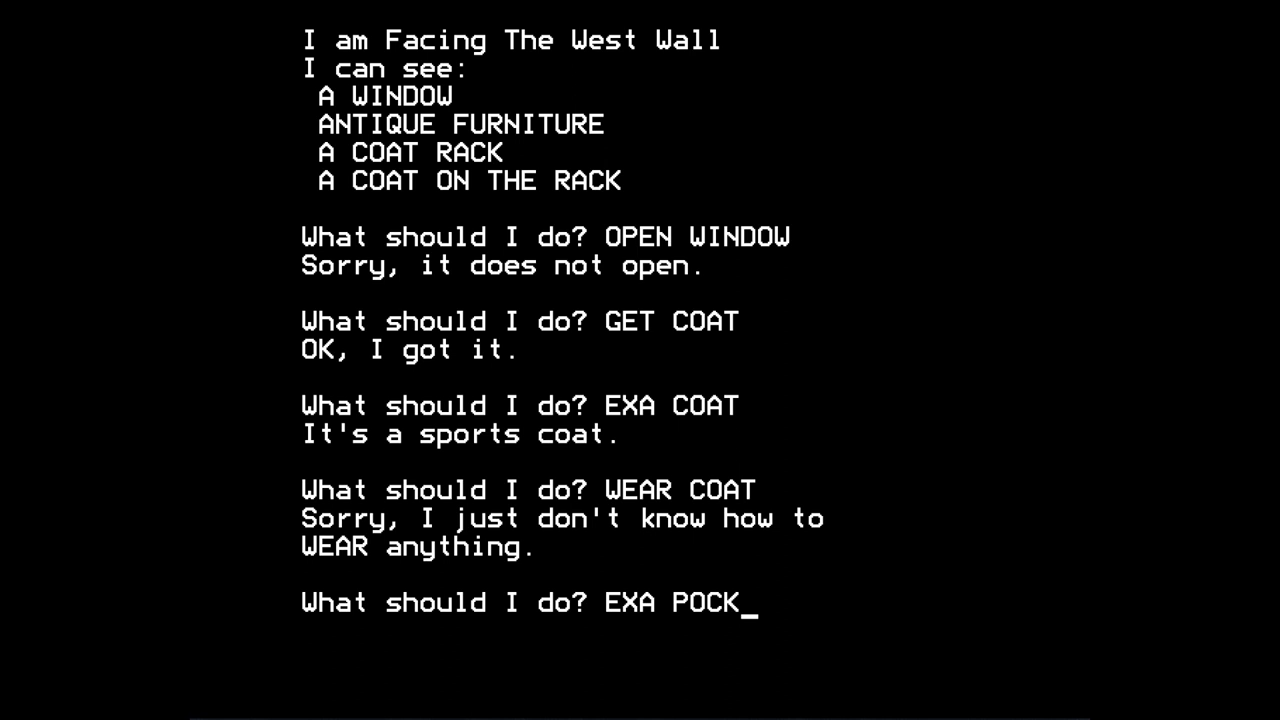 I am Facing The West Wall
I can see:
A WINDOW
ANTIQUE FURNITURE
A COAT RACK
A COAT ON THE RACK
What should I do? OPEN WINDOW
Sorry, it does not open.
What should I do? GET COAT
OK, I got it.
What should I do? EXA COAT
It's a sports coat.
What should I do? WEAR COAT
Sorry, I just don't know how to
WEAR anything.
What should I do? EXA POCK_